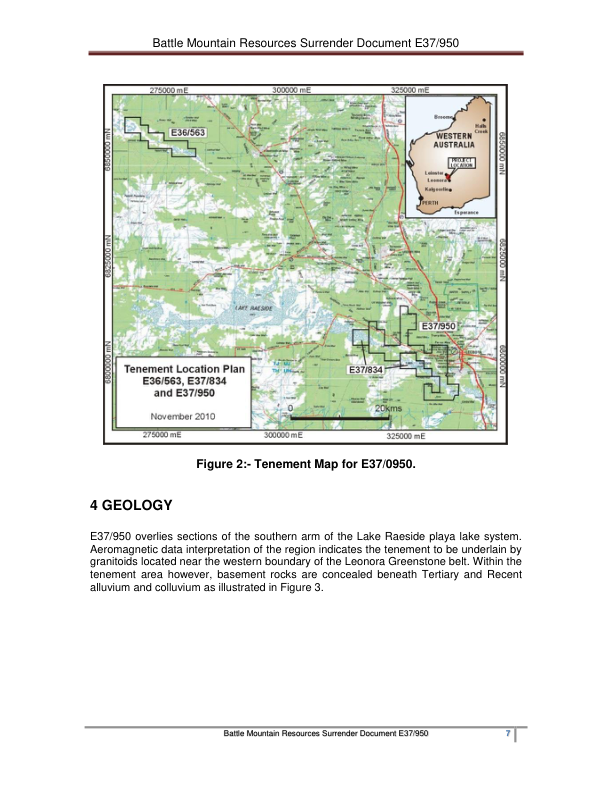 Battle Mountain Resources Surrender Document E37/950
275000 mE
300000 mE
325000 mE
6850000 mN
6850000 mN
E36/563
Broome
Halls
Creek
WESTERN
AUSTRALIA
PROJECT
LOCATION
Leinster
Leonora
Kalgoorlie
PERTH
Esperance
6825000 mN
6825000 mN
LAKE RAESIDE
E37/950
E37/834
6800000 mN
6800000 mN
Tenement Location Plan
E36/563, E37/834
and E37/950
November 2010
0
20kms
275000 mE
300000 mE
325000 mE
Figure 2:- Tenement Map for E37/0950.
4 GEOLOGY
E37/950 overlies sections of the southern arm of the Lake Raeside playa lake system.
Aeromagnetic data interpretation of the region indicates the tenement to be underlain by
granitoids located near the western boundary of the Leonora Greenstone belt. Within the
tenement area however, basement rocks are concealed beneath Tertiary and Recent
alluvium and colluvium as illustrated in Figure 3.
Battle Mountain Resources Surrender Document E37/950
7